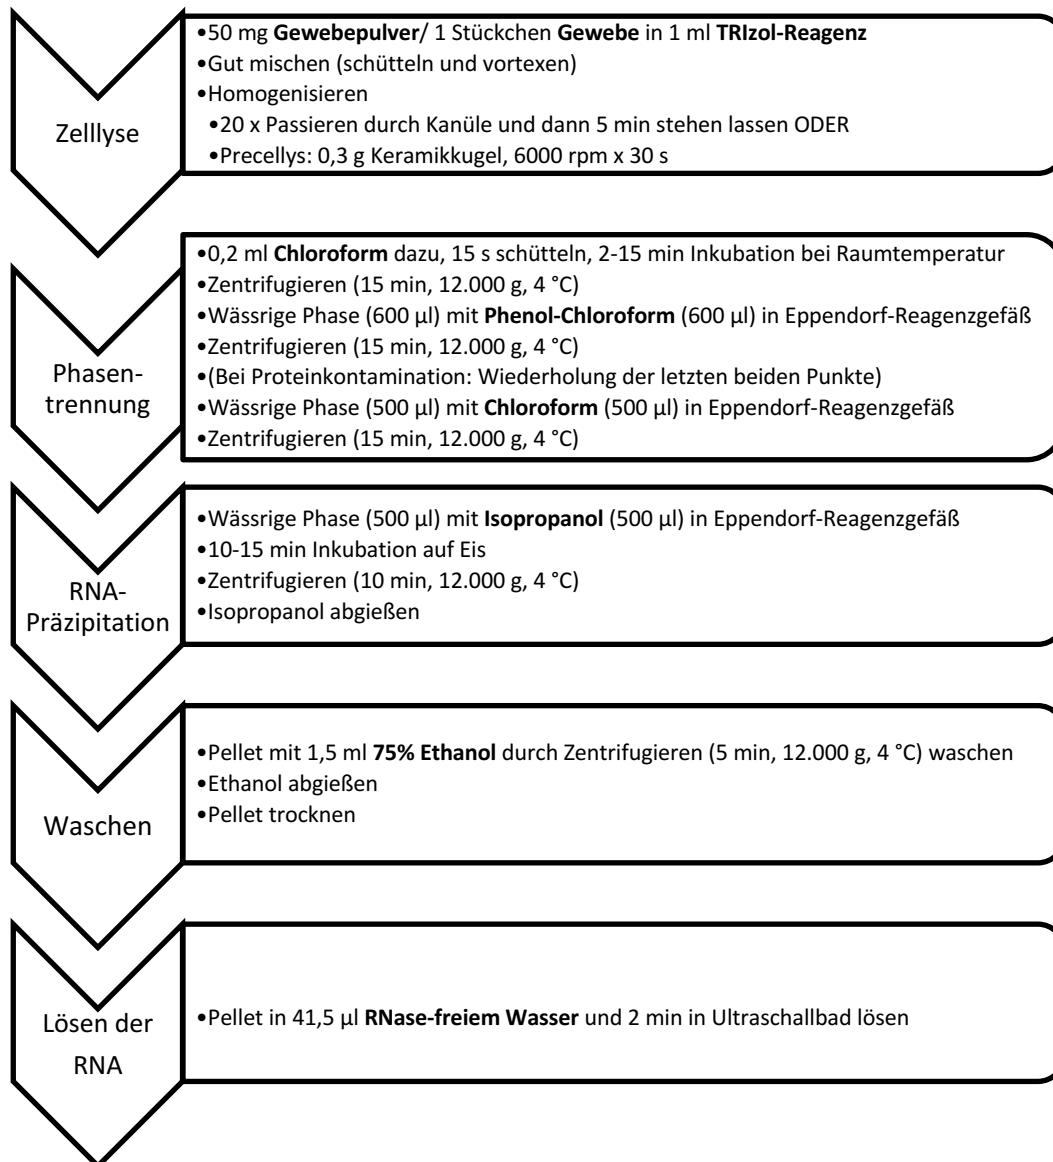 Zelllyse
•50 mg Gewebepulver/ 1 Stückchen Gewebe in 1 ml TRIzol-Reagenz
•Gut mischen (schütteln und vortexen)
•Homogenisieren
•20 x Passieren durch Kanüle und dann 5 min stehen lassen ODER
•Precellys: 0,3 g Keramikkugel, 6000 rpm x 30 s
Phasen-
trennung
•0,2 ml Chloroform dazu, 15 s schütteln, 2-15 min Inkubation bei Raumtemperatur
•Zentrifugieren (15 min, 12.000 g, 4 °C)
•Wässrige Phase (600 µl) mit Phenol-Chloroform (600 µl) in Eppendorf-Reagenzgefäß
•Zentrifugieren (15 min, 12.000 g, 4 °C)
•(Bei Proteinkontamination: Wiederholung der letzten beiden Punkte)
•Wässrige Phase (500 µl) mit Chloroform (500 µl) in Eppendorf-Reagenzgefäß
•Zentrifugieren (15 min, 12.000 g, 4 °C)
RNA-
Präzipitation
•Wässrige Phase (500 µl) mit Isopropanol (500 µl) in Eppendorf-Reagenzgefäß
•10-15 min Inkubation auf Eis
•Zentrifugieren (10 min, 12.000 g, 4 °C)
•Isopropanol abgießen
Waschen
•Pellet mit 1,5 ml 75% Ethanol durch Zentrifugieren (5 min, 12.000 g, 4 °C) waschen
•Ethanol abgießen
•Pellet trocknen
Lösen der
RNA
•Pellet in 41,5 µl RNase-freiem Wasser und 2 min in Ultraschallbad lösen